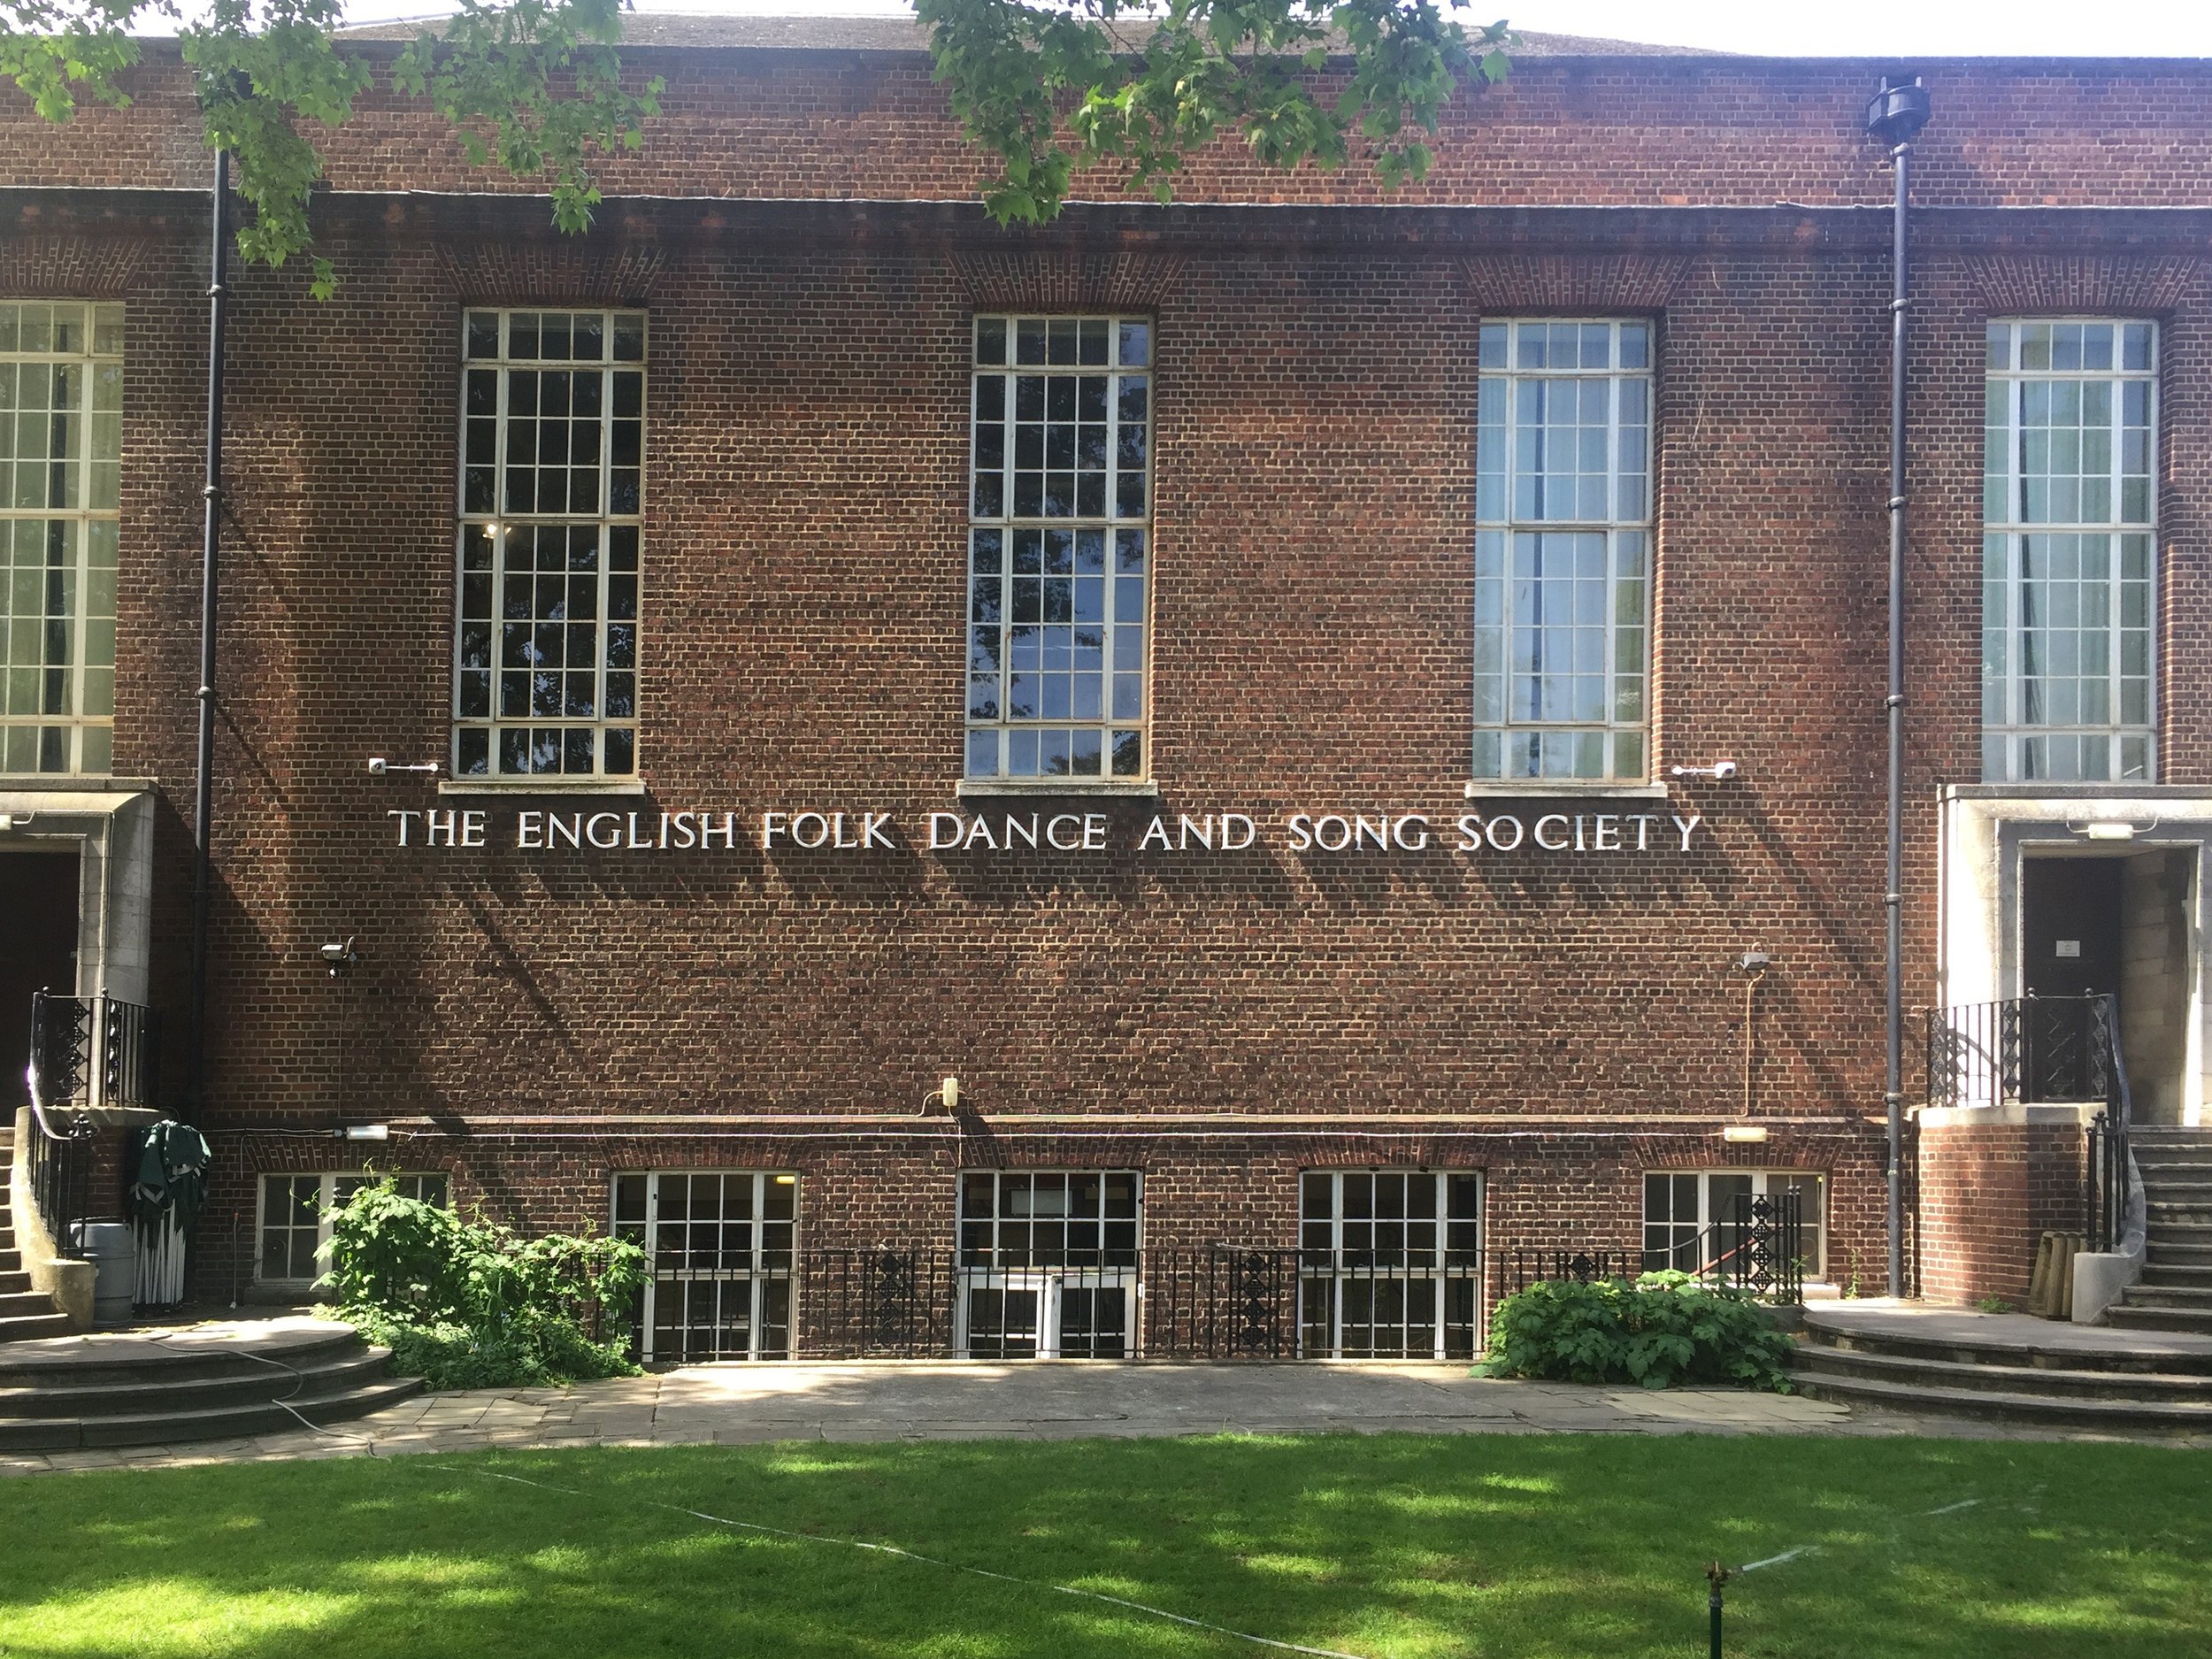 THE ENGLISH FOLK DANCE AND SONG SOCIETY